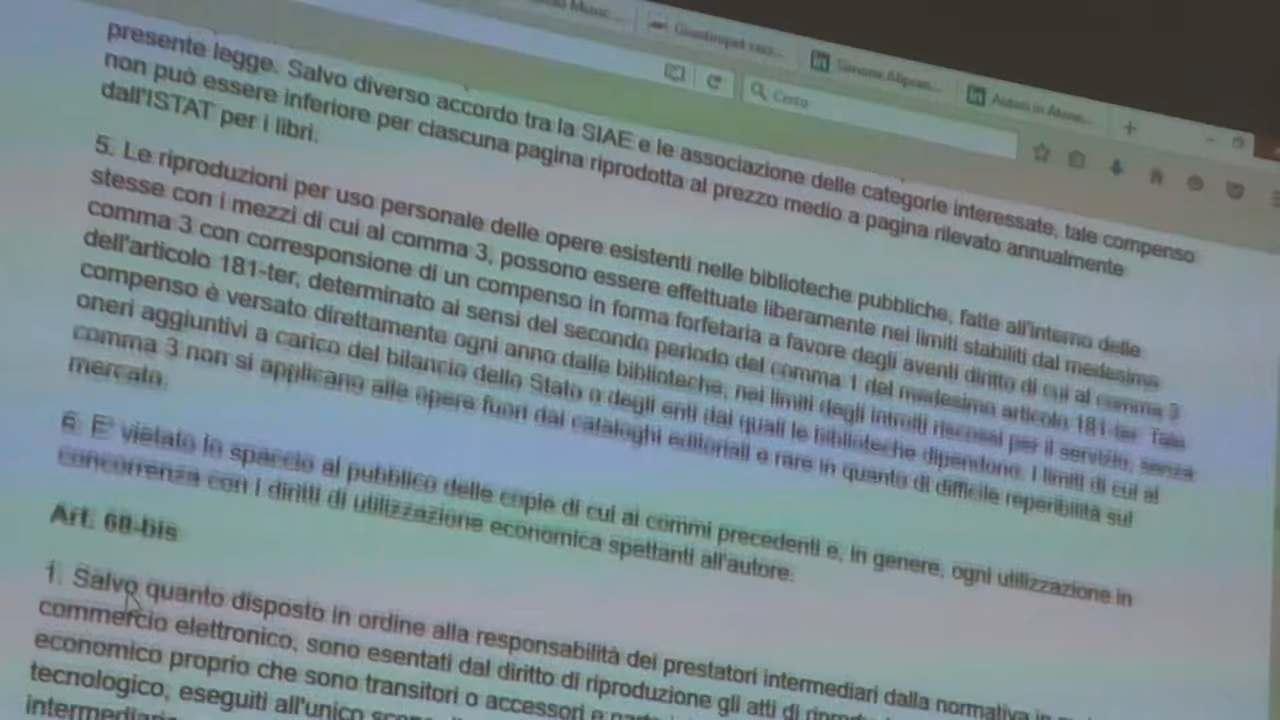 Giustiniani
Simone Alipran...
Autori in Atene...
Cerca
presente legge. Salvo diverso accordo tra la SIAE e le associazione delle categorie interessate, tale compenso
non può essere inferiore per ciascuna pagina riprodotta al prezzo medio a pagina rilevato annualmente
dall'ISTAT per i libri.
5. Le riproduzioni per uso personale delle opere esistenti nelle biblioteche pubbliche, fatte all'interno delle
stesse con i mezzi di cui al comma 3, possono essere effettuate liberamente nei limiti stabiliti dal medesimo
comma 3 con corresponsione di un compenso in forma forfetaria a favore degli aventi diritto di cui al comma 3
dell'articolo 181-ter, determinato ai sensi del secondo periodo del comma 1 del medesimo articolo 181-ter. Tale
compenso è versato direttamente ogni anno dalle biblioteche, nei limiti degli introiti riscossi per il servizio, senza
oneri aggiuntivi a carico del bilancio dello Stato o degli enti dai quali le biblioteche dipendono. I limiti di cui al
comma 3 non si applicano alle opere fuori dai cataloghi editoriali e rare in quanto di difficile reperibilità sul
mercato.
6. E' vietato lo spaccio al pubblico delle copie di cui ai commi precedenti e, in genere, ogni utilizzazione in
concorrenza con i diritti di utilizzazione economica spettanti all'autore.
Art. 68-bis
1. Salvo quanto disposto in ordine alla responsabilità dei prestatori intermediari dalla normativa in
commercio elettronico, sono esentati dal diritto di riproduzione gli atti di
economico proprio che sono transitori o accessori e
tecnologico, eseguiti all'unico